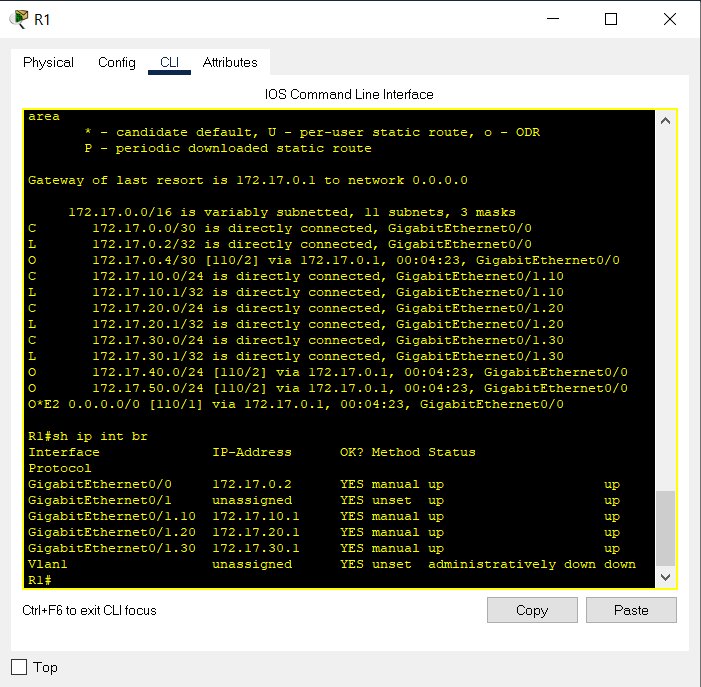 R1
Physical Config CLI Attributes
IOS Command Line Interface
area
* - candidate default, U - per-user static route, o - ODR
P - periodic downloaded static route
Gateway of last resort is 172.17.0.1 to network 0.0.0.0
172.17.0.0/16 is variably subnetted, 11 subnets, 3 masks
C 172.17.0.0/30 is directly connected, GigabitEthernet0/0
L 172.17.0.2/32 is directly connected, GigabitEthernet0/0
O 172.17.0.4/30 [110/2] via 172.17.0.1, 00:04:23, GigabitEthernet0/0
C 172.17.10.0/24 is directly connected, GigabitEthernet0/1.10
L 172.17.10.1/32 is directly connected, GigabitEthernet0/1.10
C 172.17.20.0/24 is directly connected, GigabitEthernet0/1.20
L 172.17.20.1/32 is directly connected, GigabitEthernet0/1.20
C 172.17.30.0/24 is directly connected, GigabitEthernet0/1.30
L 172.17.30.1/32 is directly connected, GigabitEthernet0/1.30
O 172.17.40.0/24 [110/2] via 172.17.0.1, 00:04:23, GigabitEthernet0/0
O 172.17.50.0/24 [110/2] via 172.17.0.1, 00:04:23, GigabitEthernet0/0
O*E2 0.0.0.0/0 [110/1] via 172.17.0.1, 00:04:23, GigabitEthernet0/0
R1#sh ip int br
Interface IP-Address OK? Method Status
Protocol
GigabitEthernet0/0 172.17.0.2 YES manual up up
GigabitEthernet0/1 unassigned YES unset up up
GigabitEthernet0/1.10 172.17.10.1 YES manual up up
GigabitEthernet0/1.20 172.17.20.1 YES manual up up
GigabitEthernet0/1.30 172.17.30.1 YES manual up up
Vlan1 unassigned YES unset administratively down down
R1#
Ctrl+F6 to exit CLI focus Copy Paste
Top